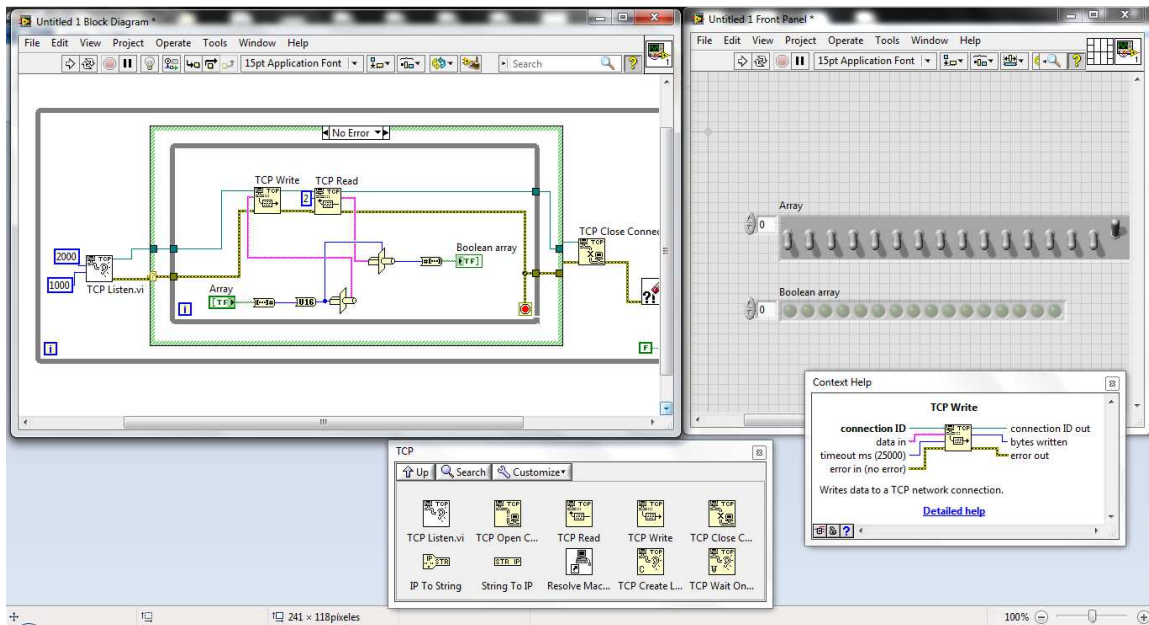 Untitled 1 Block Diagram *
File Edit View Project Operate Tools Window Help
15pt Application Font
Search
No Error
TCP Write
TCP Read
2
Boolean array
TF
TCP Close Connec
2000
1000
TCP Listen.vi
Array
TF
U16
i
i
F
Untitled 1 Front Panel *
File Edit View Project Operate Tools Window Help
15pt Application Font
Array
0
Boolean array
0
Context Help
TCP Write
connection ID
data in
timeout ms (25000)
error in (no error)
connection ID out
bytes written
error out
Writes data to a TCP network connection.
Detailed help
TCP
Up Search Customize
TCP Listen.vi TCP Open C... TCP Read TCP Write TCP Close C...
IP To String String To IP Resolve Mac... TCP Create L... TCP Wait On...
241 × 118píxeles
100%